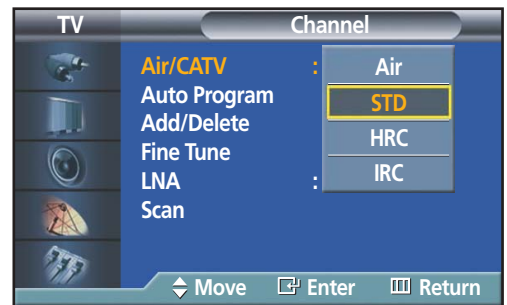 TV Channel
Air/CATV : Air
Auto Program STD
Add/Delete HRC
Fine Tune IRC
LNA :
Scan
Move Enter Return